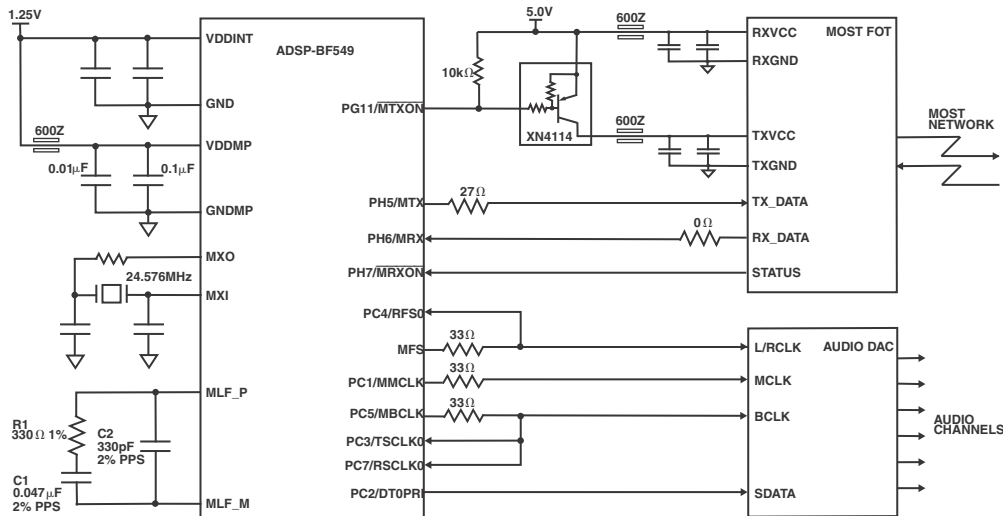 1.25V
VDDINT
GND
600Z
VDDMP
0.01µF
0.1µF
GNDMP
MXO
24.576MHz
MXI
MLF_P
R1
330Ω 1%
C2
330pF
2% PPS
C1
0.047µF
2% PPS
MLF_M
ADSP-BF549
PG11/MTXON
PH5/MTX
PH6/MRX
PH7/MRXON
PC4/RFS0
MFS
PC1/MMCLK
PC5/MBCLK
PC3/TSCLK0
PC7/RSCLK0
PC2/DT0PRI
5.0V
10kΩ
XN4114
600Z
600Z
27Ω
0Ω
33Ω
33Ω
33Ω
MOST FOT
RXVCC
RXGND
TXVCC
TXGND
TX_DATA
RX_DATA
STATUS
MOST
NETWORK
AUDIO DAC
L/RCLK
MCLK
BCLK
SDATA
AUDIO
CHANNELS